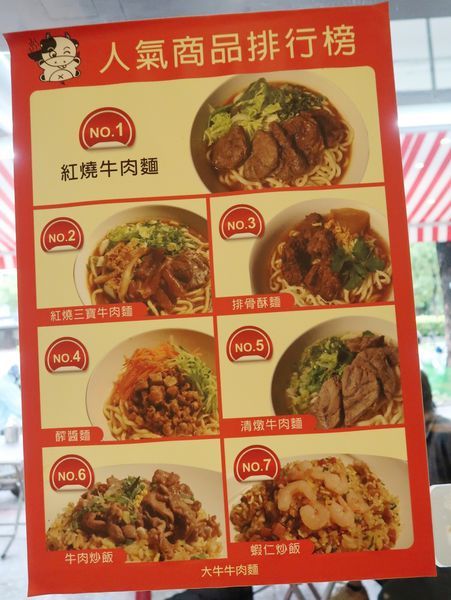 人氣商品排行榜
NO.1
紅燒牛肉麵
NO.2
紅燒三寶牛肉麵
NO.3
排骨酥麵
NO.4
醡醬麵
NO.5
清燉牛肉麵
NO.6
牛肉炒飯
NO.7
蝦仁炒飯
大牛牛肉麵